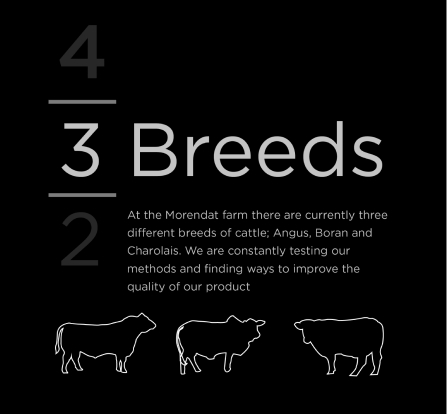 4
3 Breeds
2
At the Morendat farm there are currently three
different breeds of cattle; Angus, Boran and
Charolais. We are constantly testing our
methods and finding ways to improve the
quality of our product